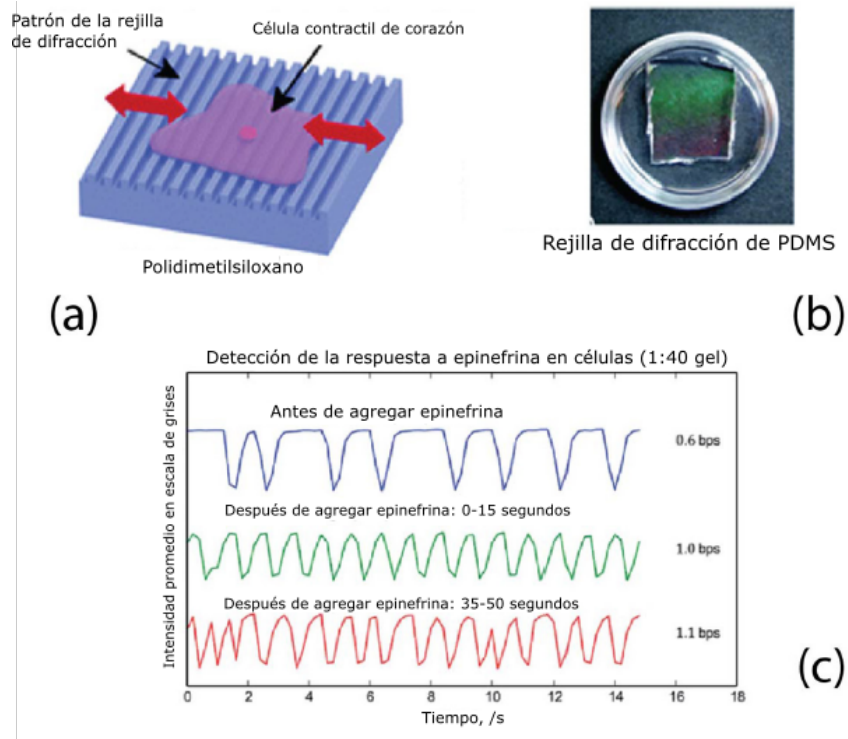 Patrón de la rejilla
de difracción
Célula contractil de corazón
Polidimetilsiloxano
(a)
Rejilla de difracción de PDMS
(b)
Detección de la respuesta a epinefrina en células (1:40 gel)
Intensidad promedio en escala de grises
Antes de agregar epinefrina
0.6 bps
Después de agregar epinefrina: 0-15 segundos
1.0 bps
Después de agregar epinefrina: 35-50 segundos
1.1 bps
(c)
0 2 4 6 8 10 12 14 16 18
Tiempo, /s